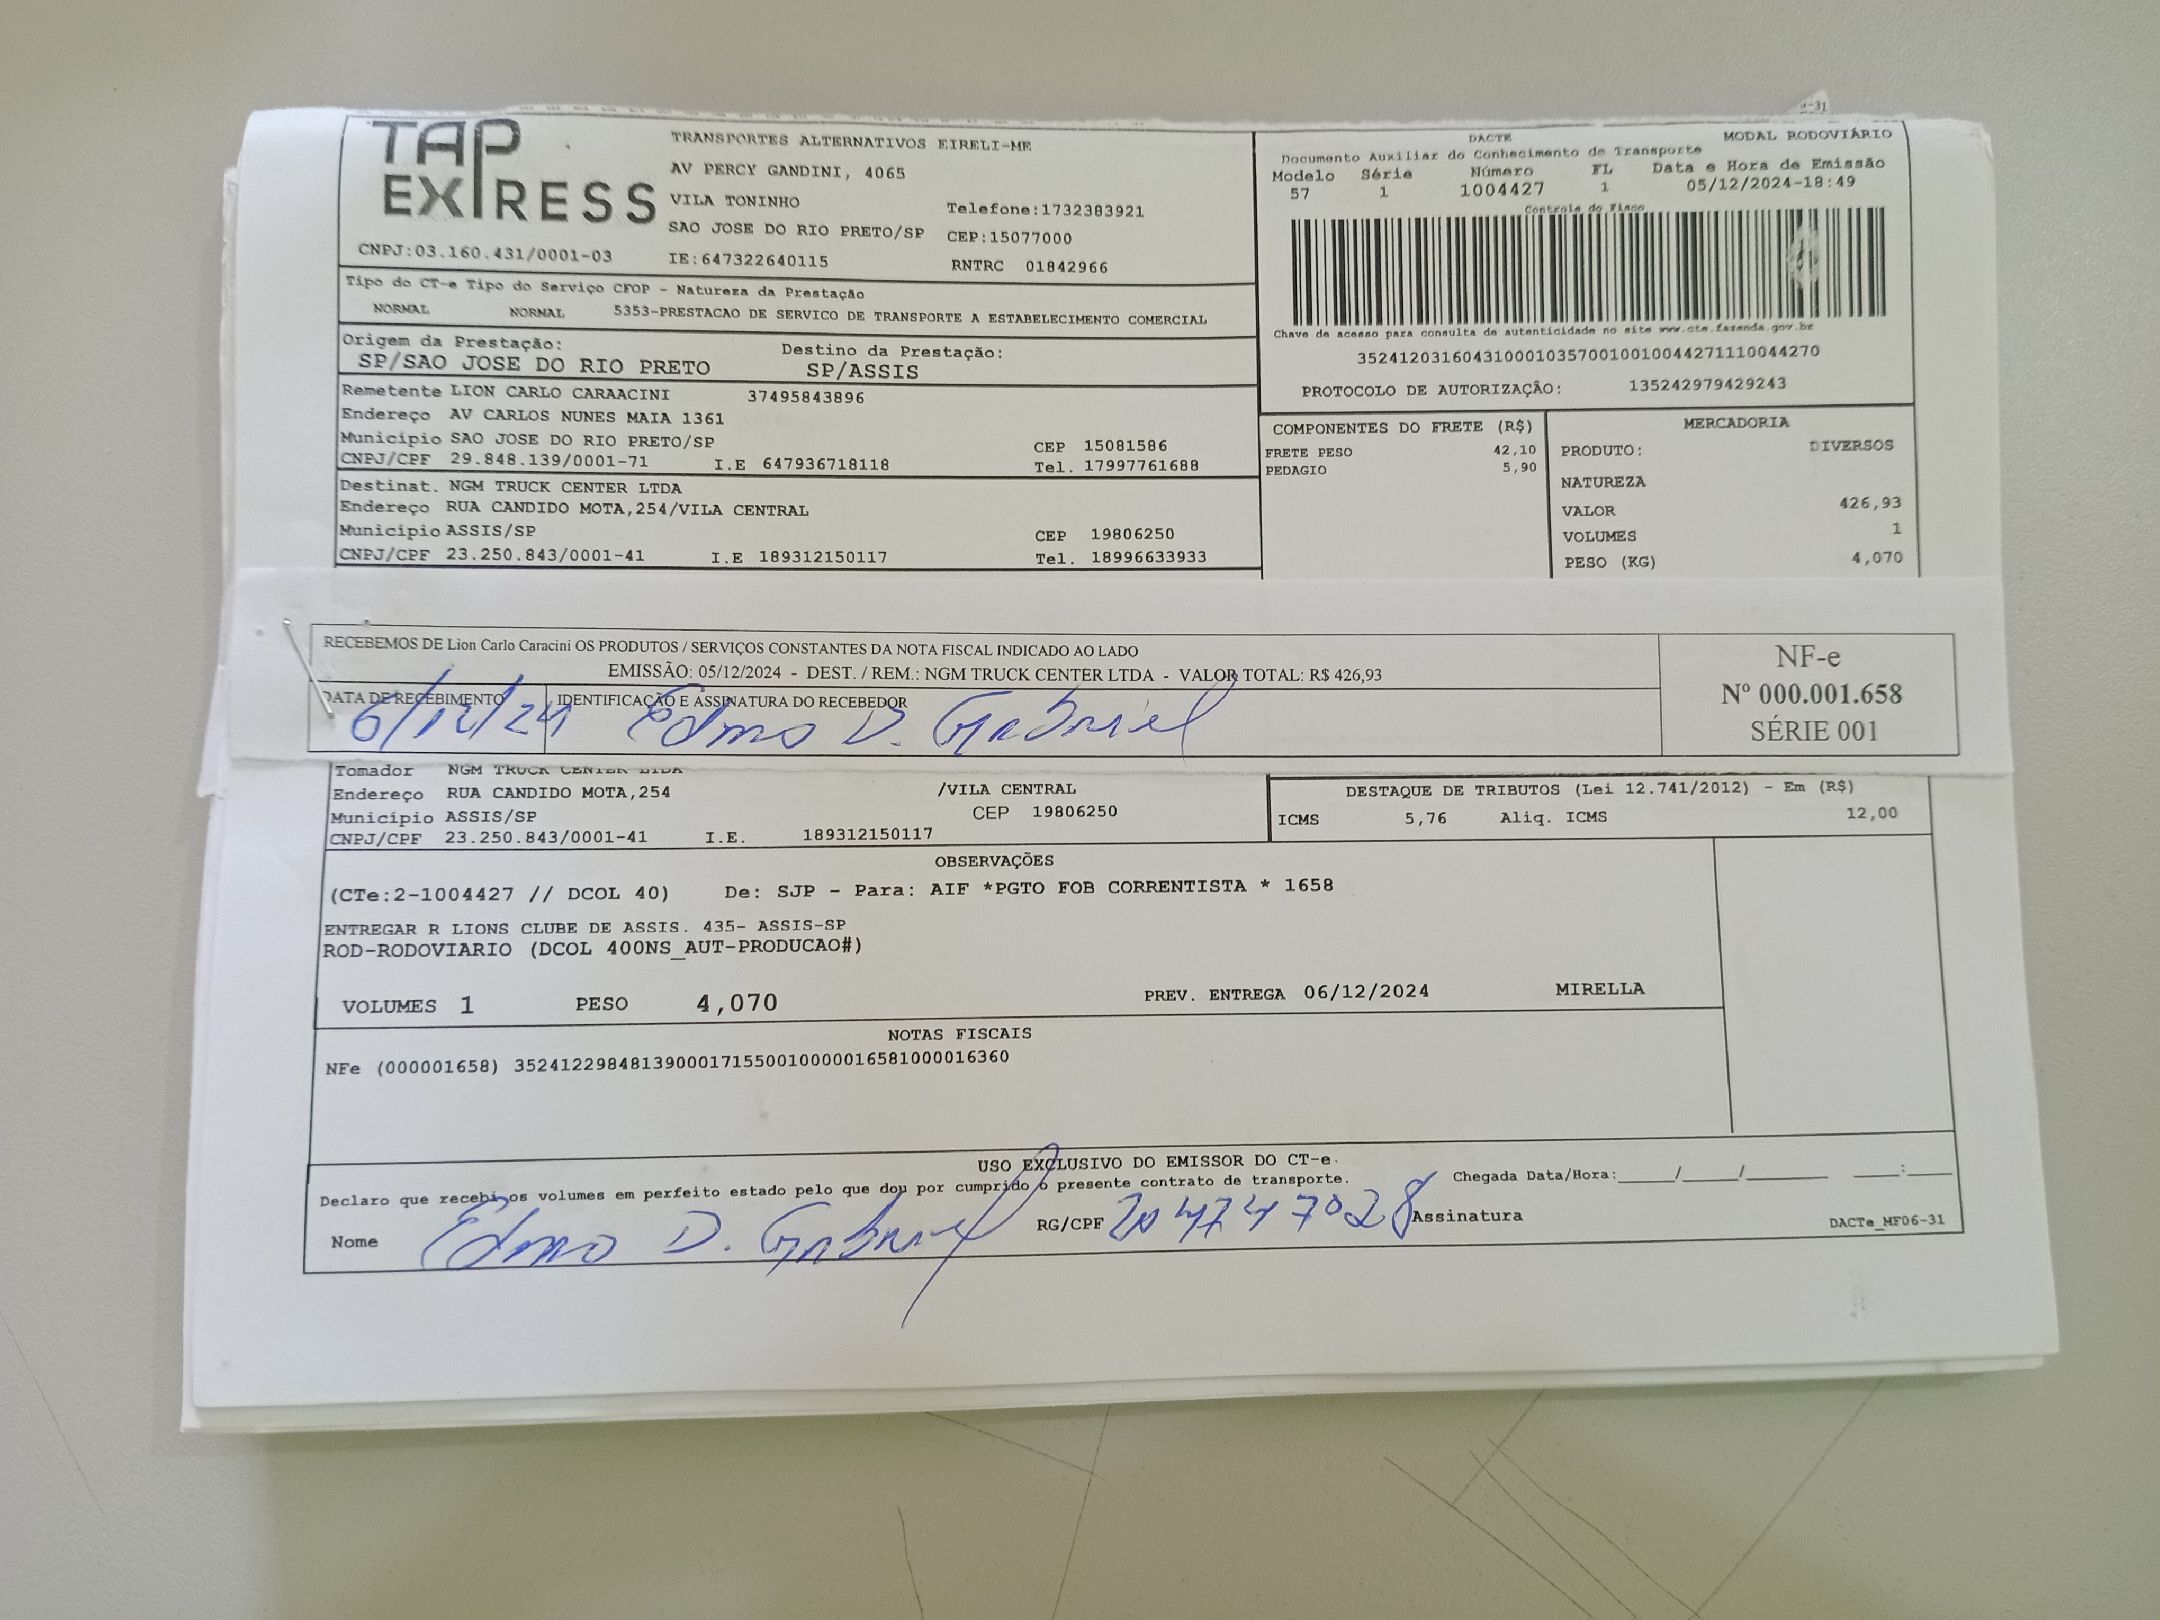 TAP EXPRESS
CNPJ:03.160.431/0001-03
TRANSPORTES ALTERNATIVOS EIRELI-ME
AV PERCY GANDINI, 4065
VILA TONINHO
Telefone:1732383921
SAO JOSE DO RIO PRETO/SP CEP:15077000
IE:647322640115 RNTRC 01842966
DACTE MODAL RODOVIÁRIO
Documento Auxiliar do Conhecimento de Transporte
Modelo Série Número FL Data e Hora de Emissão
57 1 1004427 1 05/12/2024-18:49
Controle do Fisco
Chave de acesso para consulta de autenticidade no site www.cte.fazenda.gov.br
35241203160431000103570010010044271110044270
PROTOCOLO DE AUTORIZAÇÃO: 135242979429243
Tipo do CT-e Tipo do Serviço CFOP - Natureza da Prestação
NORMAL NORMAL 5353-PRESTACAO DE SERVICO DE TRANSPORTE A ESTABELECIMENTO COMERCIAL
Origem da Prestação: Destino da Prestação:
SP/SAO JOSE DO RIO PRETO SP/ASSIS
Remetente LION CARLO CARAACINI 37495843896
Endereço AV CARLOS NUNES MAIA 1361
Município SAO JOSE DO RIO PRETO/SP CEP 15081586
CNPJ/CPF 29.848.139/0001-71 I.E 647936718118 Tel. 17997761688
Destinat. NGM TRUCK CENTER LTDA
Endereço RUA CANDIDO MOTA,254/VILA CENTRAL
Município ASSIS/SP CEP 19806250
CNPJ/CPF 23.250.843/0001-41 I.E 189312150117 Tel. 18996633933
COMPONENTES DO FRETE (R$)
FRETE PESO 42,10
PEDAGIO 5,90
MERCADORIA
PRODUTO: DIVERSOS
NATUREZA
VALOR 426,93
VOLUMES 1
PESO (KG) 4,070
RECEBEMOS DE Lion Carlo Caracini OS PRODUTOS / SERVIÇOS CONSTANTES DA NOTA FISCAL INDICADO AO LADO
EMISSÃO: 05/12/2024 - DEST. / REM.: NGM TRUCK CENTER LTDA - VALOR TOTAL: R$ 426,93
DATA DE RECEBIMENTO IDENTIFICAÇÃO E ASSINATURA DO RECEBEDOR
6/12/24 Edmo D. Gabriel
NF-e
Nº 000.001.658
SÉRIE 001
Tomador NGM TRUCK CENTER LTDA
Endereço RUA CANDIDO MOTA,254 /VILA CENTRAL
Município ASSIS/SP CEP 19806250
CNPJ/CPF 23.250.843/0001-41 I.E. 189312150117
DESTAQUE DE TRIBUTOS (Lei 12.741/2012) - Em (R$)
ICMS 5,76 Aliq. ICMS 12,00
OBSERVAÇÕES
(CTe:2-1004427 // DCOL 40) De: SJP - Para: AIF *PGTO FOB CORRENTISTA * 1658
ENTREGAR R LIONS CLUBE DE ASSIS. 435- ASSIS-SP
ROD-RODOVIARIO (DCOL 400NS_AUT-PRODUCAO#)
VOLUMES 1 PESO 4,070 PREV. ENTREGA 06/12/2024 MIRELLA
NOTAS FISCAIS
NFe (000001658) 35241229848139000171550010000016581000016360
USO EXCLUSIVO DO EMISSOR DO CT-e.
Declaro que recebi os volumes em perfeito estado pelo que dou por cumprido o presente contrato de transporte. Chegada Data/Hora:____/____/______ ____:____
Nome Edmo D. Gabriel RG/CPF 204747028 Assinatura
DACTe_MF06-31